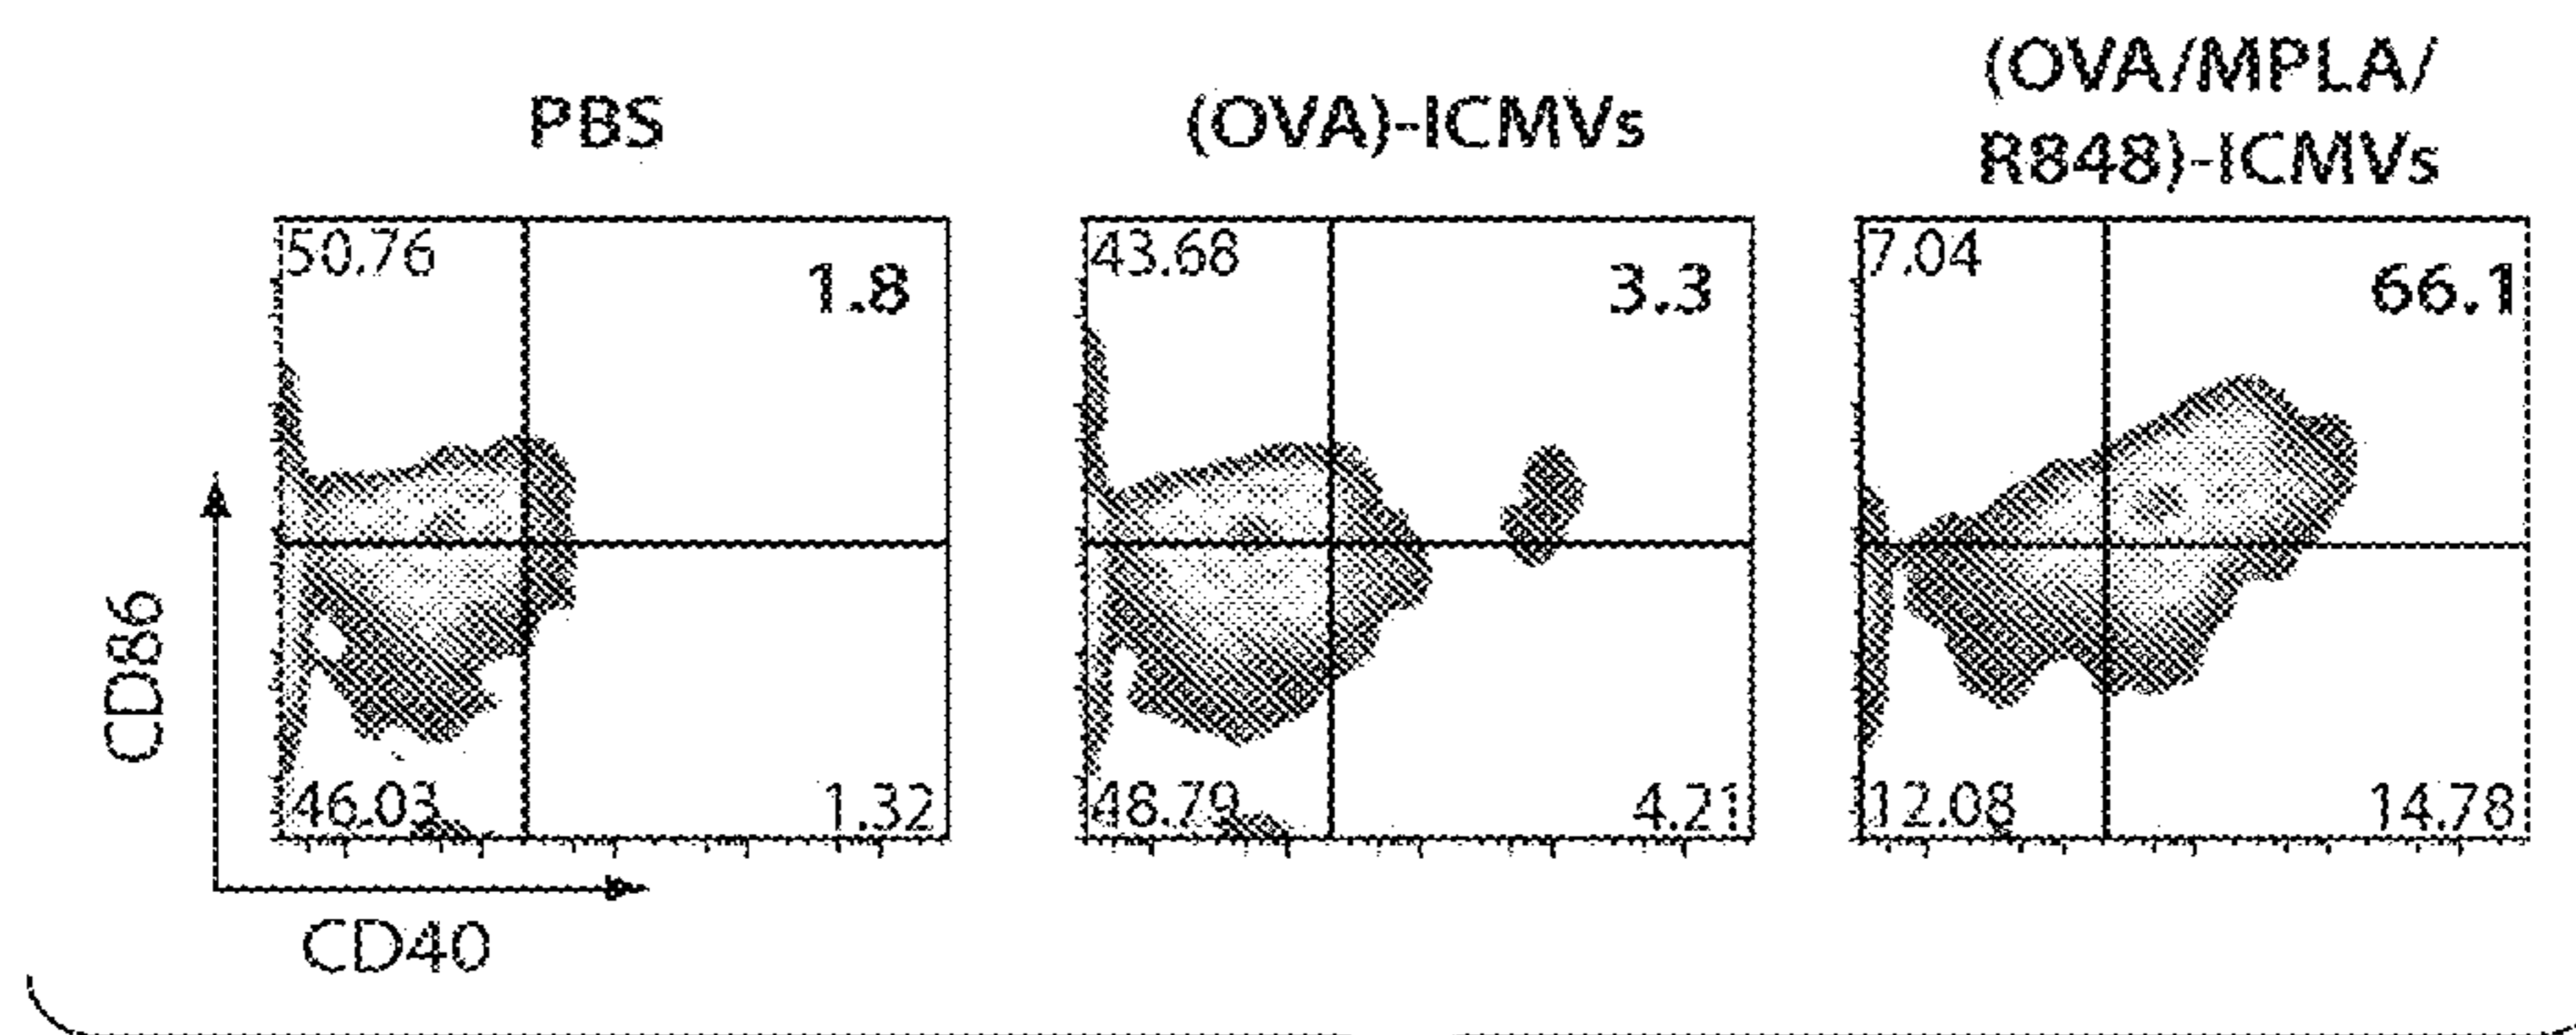 PBS
(OVA)-ICMVs
(OVA/MPLA/
R848)-ICMVs
50.76
1.8
46.03
1.32
43.68
3.3
48.79
4.21
7.04
66.1
12.08
14.78
CD86
CD40